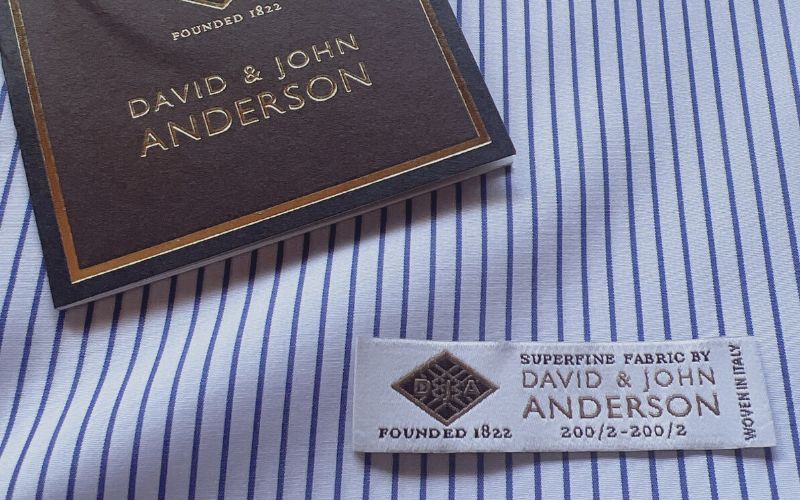 FOUNDED 1822
DAVID & JOHN
ANDERSON
D J A
FOUNDED 1822
SUPERFINE FABRIC BY
DAVID & JOHN
ANDERSON
200/2-200/2
WOVEN IN ITALY